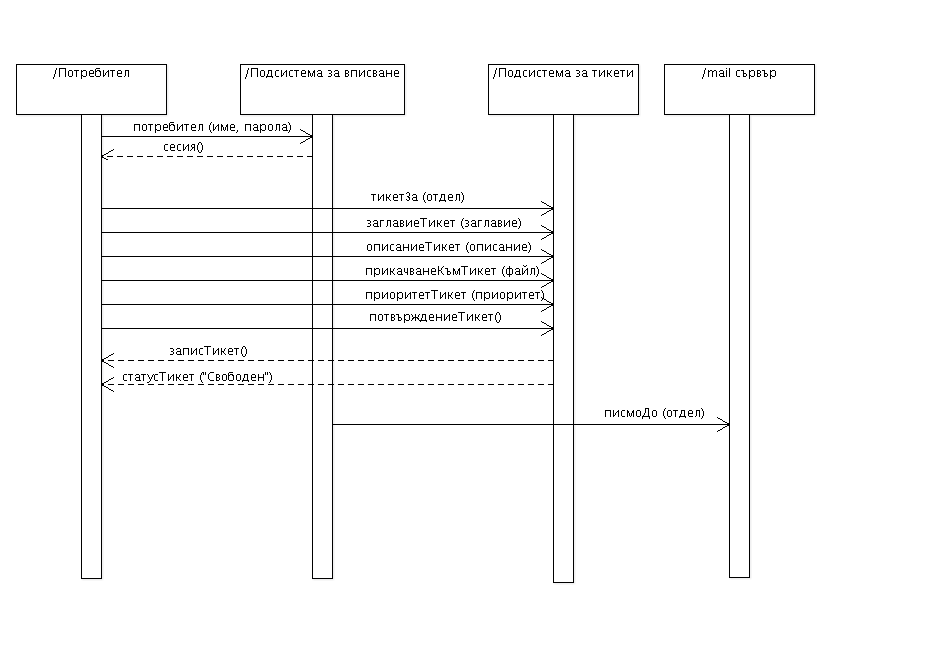 /Потребител
/Подсистема за вписване
/Подсистема за тикети
/mail сървър
потребител (име, парола)
сесия()
тикетЗа (отдел)
заглавиеТикет (заглавие)
описаниеТикет (описание)
прикачванеКъмТикет (файл)
приоритетТикет (приоритет)
потвърждениеТикет()
записТикет()
статусТикет ("Свободен")
писмоДо (отдел)